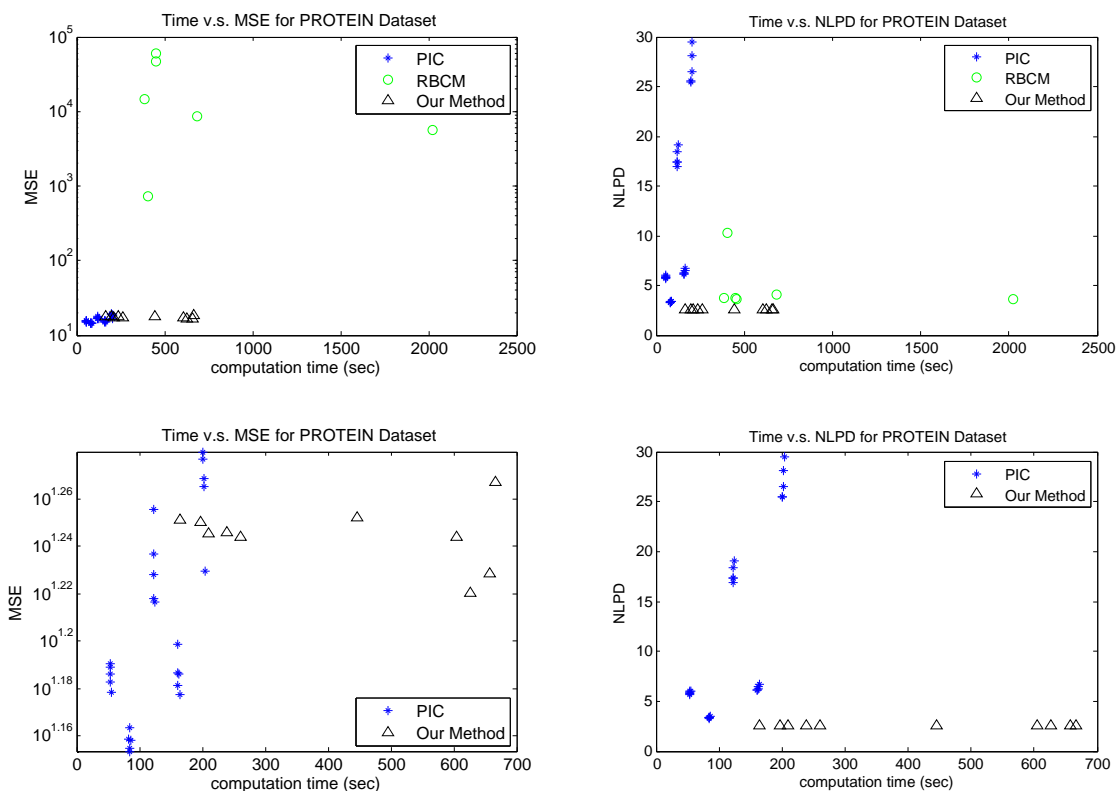 Time v.s. MSE for PROTEIN Dataset
10^5
10^4
10^3
10^2
10^1
MSE
PIC
RBCM
Our Method
0 500 1000 1500 2000 2500
computation time (sec)
Time v.s. NLPD for PROTEIN Dataset
30
25
20
15
10
5
0
NLPD
PIC
RBCM
Our Method
0 500 1000 1500 2000 2500
computation time (sec)
Time v.s. MSE for PROTEIN Dataset
10^1.26
10^1.24
10^1.22
10^1.2
10^1.18
10^1.16
MSE
PIC
Our Method
0 100 200 300 400 500 600 700
computation time (sec)
Time v.s. NLPD for PROTEIN Dataset
30
25
20
15
10
5
0
NLPD
PIC
Our Method
0 100 200 300 400 500 600 700
computation time (sec)